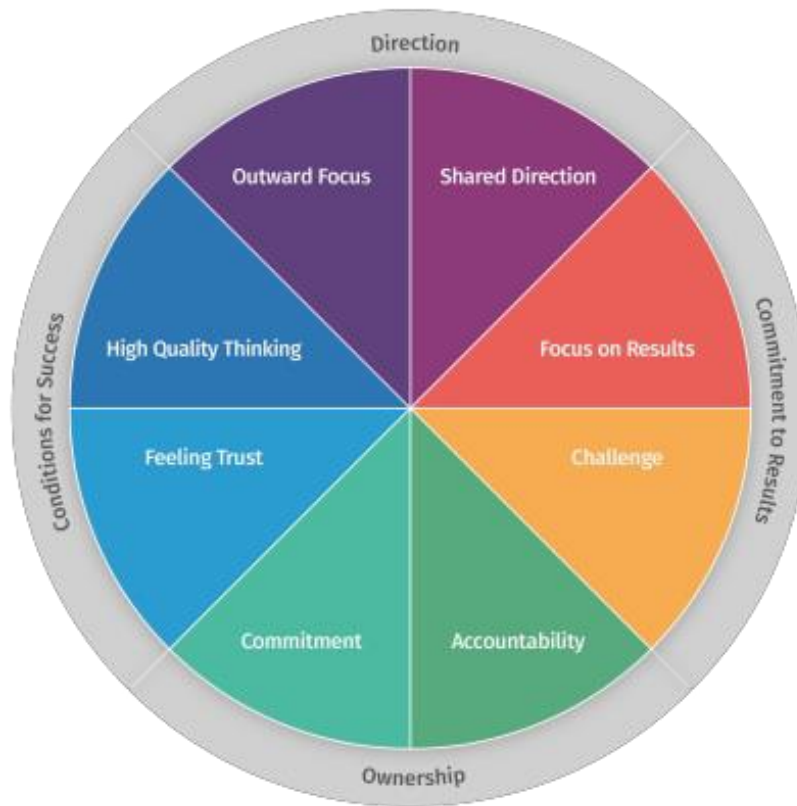 Direction
Outward Focus
Shared Direction
High Quality Thinking
Focus on Results
Conditions for Success
Commitment to Results
Feeling Trust
Challenge
Commitment
Accountability
Ownership